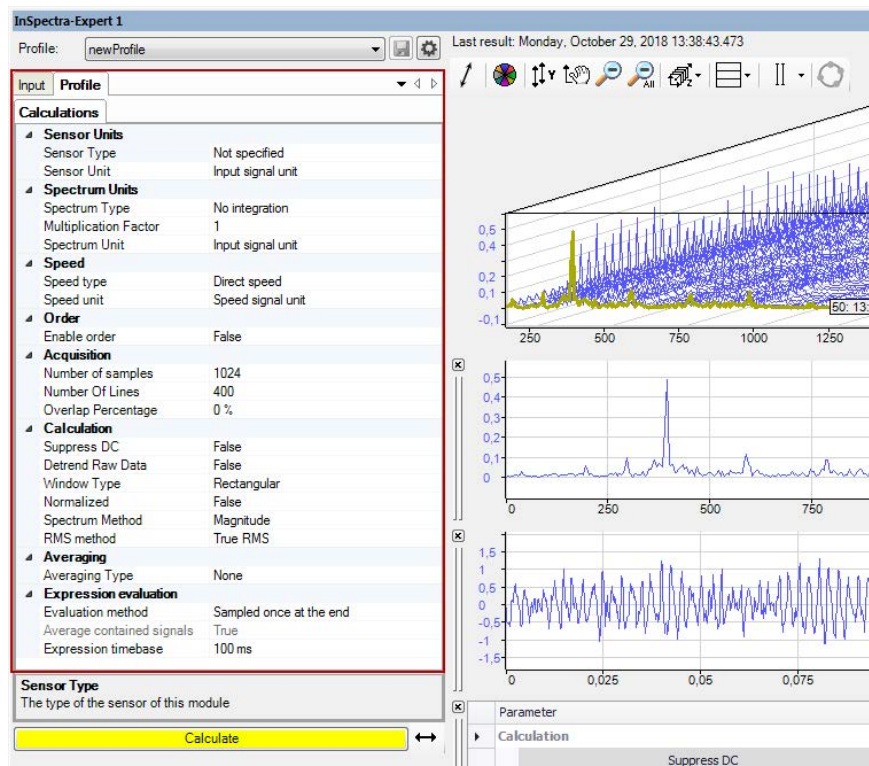 InSpectra-Expert 1
Profile: newProfile
Last result: Monday, October 29, 2018 13:38:43.473
Input Profile
Calculations
Sensor Units
Sensor Type Not specified
Sensor Unit Input signal unit
Spectrum Units
Spectrum Type No integration
Multiplication Factor 1
Spectrum Unit Input signal unit
Speed
Speed type Direct speed
Speed unit Speed signal unit
Order
Enable order False
Acquisition
Number of samples 1024
Number Of Lines 400
Overlap Percentage 0 %
Calculation
Suppress DC False
Detrend Raw Data False
Window Type Rectangular
Normalized False
Spectrum Method Magnitude
RMS method True RMS
Averaging
Averaging Type None
Expression evaluation
Evaluation method Sampled once at the end
Average contained signals True
Expression timebase 100 ms
Sensor Type
The type of the sensor of this module
Calculate
Y
All
Z
0,5
0,4
0,2
0,1
-0,1
50: 13:
250 500 750 1000 1250
0,5
0,4
0,3
0,2
0,1
0
0 250 500 750
1,5
1
0,5
0
-0,5
-1
-1,5
0 0,025 0,05 0,075
Parameter
Calculation
Suppress DC